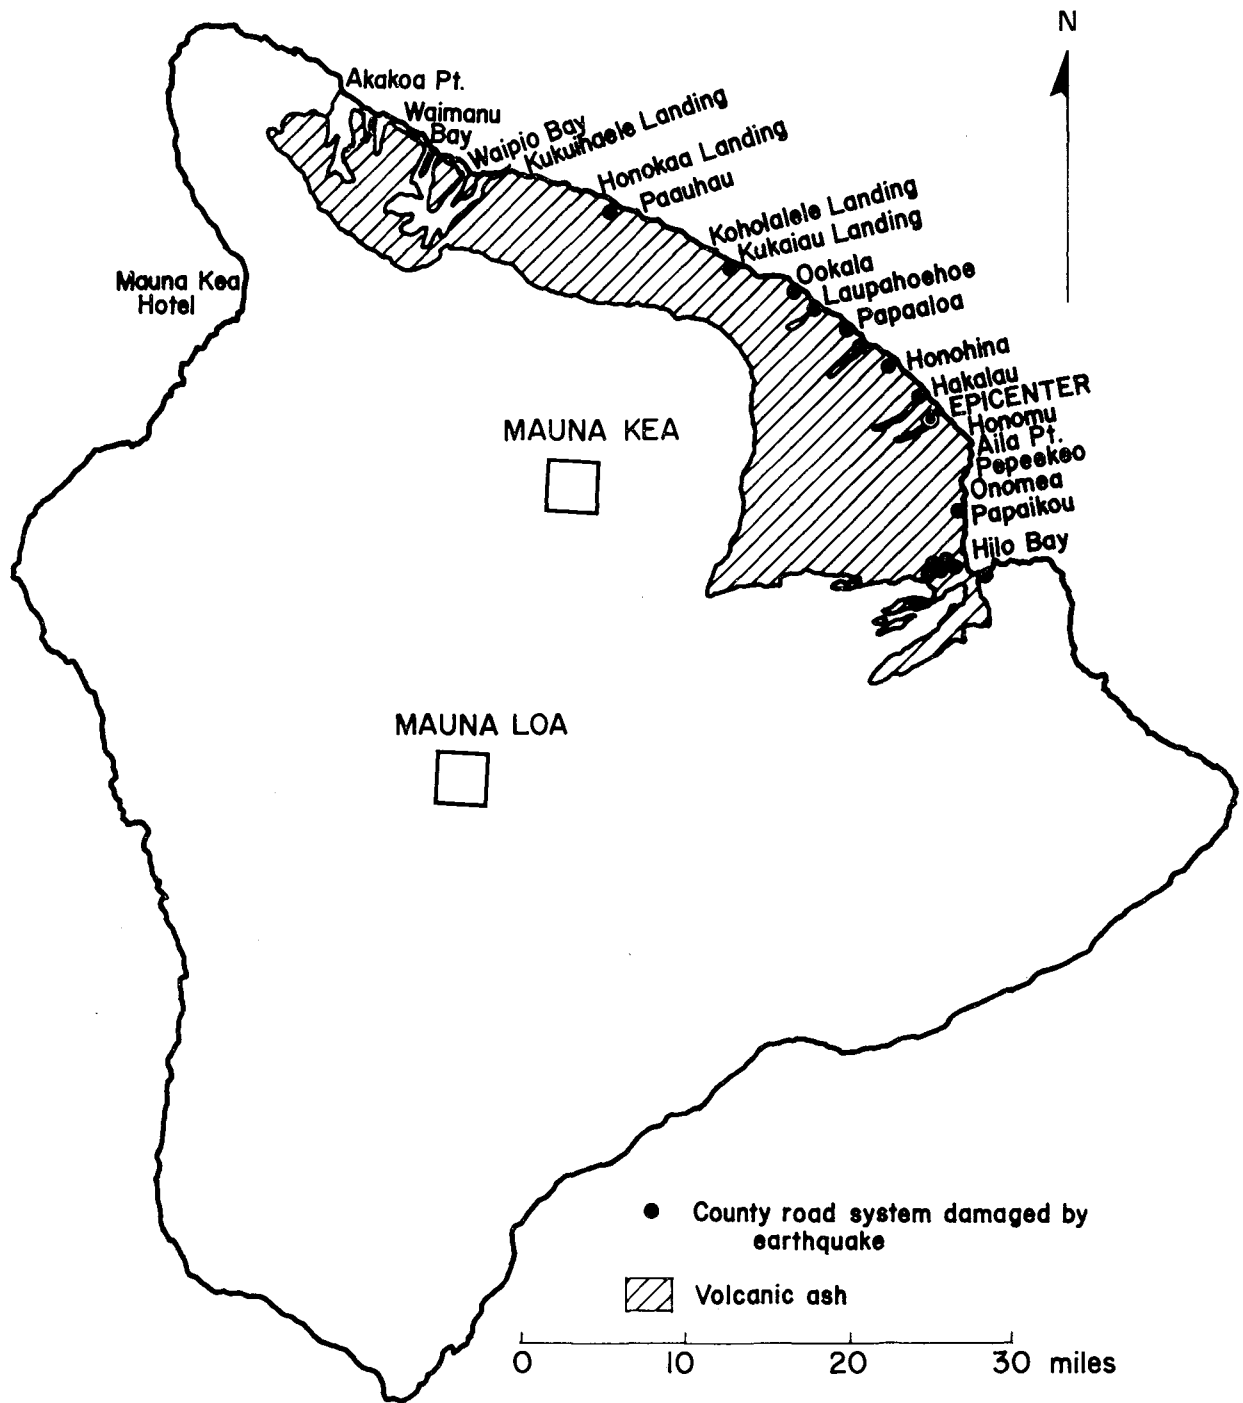 N
Akakoa Pt.
Waimanu
Bay
Waipio Bay
Kukuihaele Landing
Honokaa Landing
Paauhau
Koholalele Landing
Kukaiau Landing
Ookala
Laupahoehoe
Papaaloa
Honohina
Hakalau
EPICENTER
Honomu
Aila Pt.
Pepeekeo
Onomea
Papaikou
Hilo Bay
Mauna Kea
Hotel
MAUNA KEA
MAUNA LOA
County road system damaged by
earthquake
Volcanic ash
0 10 20 30 miles